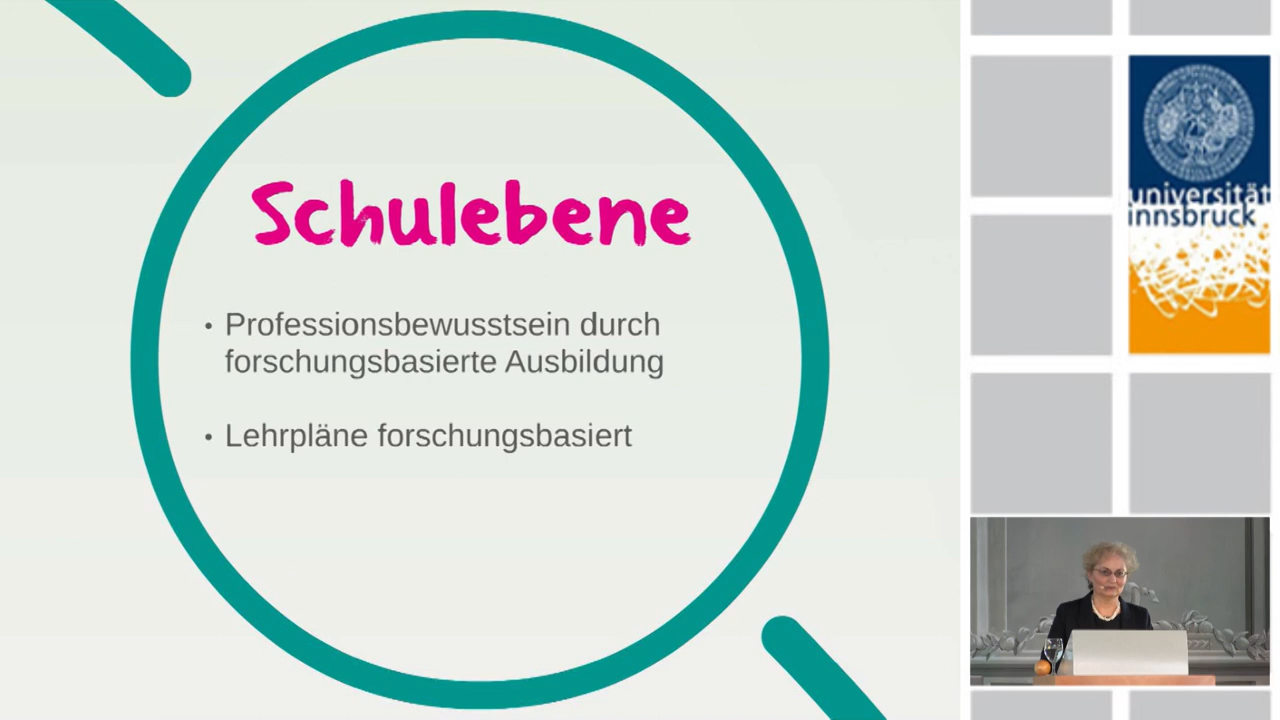 Schulebene
• Professionsbewusstsein durch
forschungsbasierte Ausbildung
• Lehrpläne forschungsbasiert
universität
innsbruck